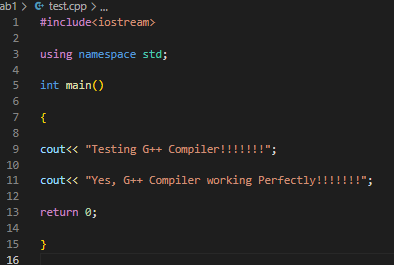 ab1 > test.cpp > ...
1 #include<iostream>
2
3 using namespace std;
4
5 int main()
6
7 {
8
9 cout<< "Testing G++ Compiler!!!!!!!";
10
11 cout<< "Yes, G++ Compiler working Perfectly!!!!!!!";
12
13 return 0;
14
15 }
16